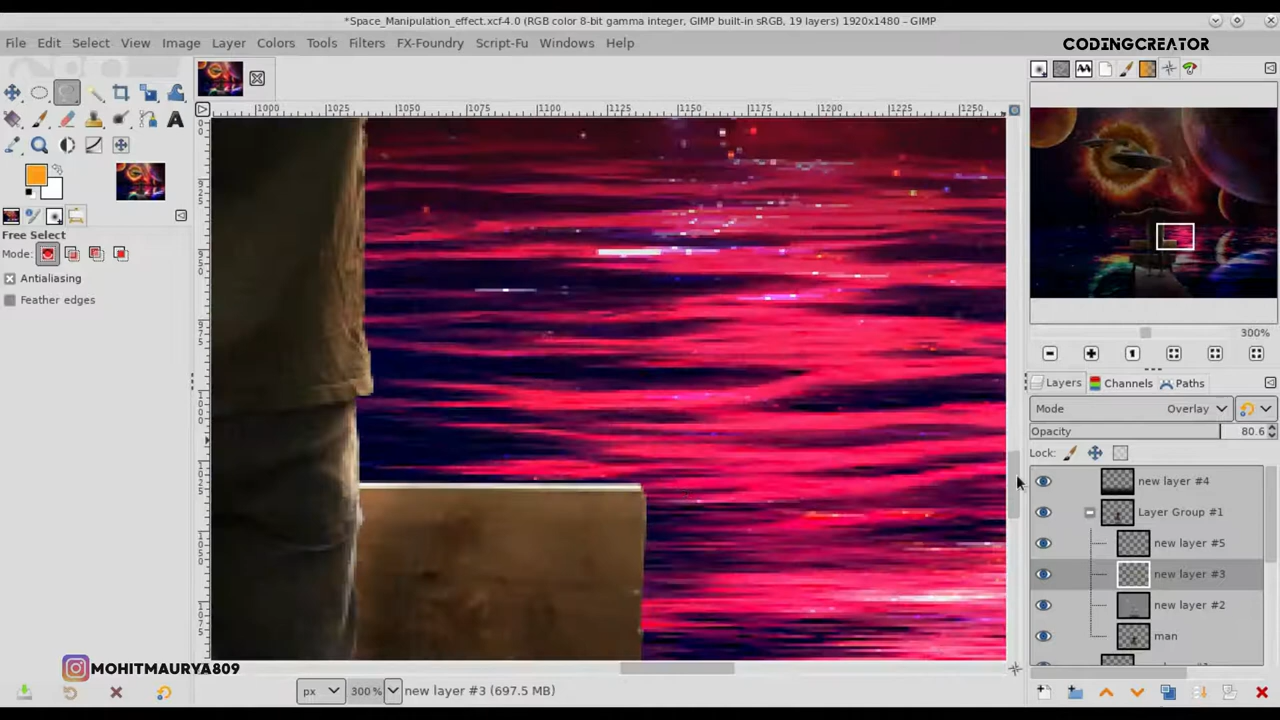 *Space_Manipulation_effect.xcf-4.0 (RGB color 8-bit gamma integer, GIMP built-in sRGB, 19 layers) 1920x1480 – GIMP
File Edit Select View Image Layer Colors Tools Filters FX-Foundry Script-Fu Windows Help
CODINGCREATOR
1000 1025 1050 1075 1100 1125 1150 1175 1200 1225 1250
Free Select
Mode:
Antialiasing
Feather edges
300%
Layers Channels Paths
Mode Overlay
Opacity 80.6
Lock:
new layer #4
Layer Group #1
new layer #5
new layer #3
new layer #2
man
MOHITMAURYA809
px 300% new layer #3 (697.5 MB)